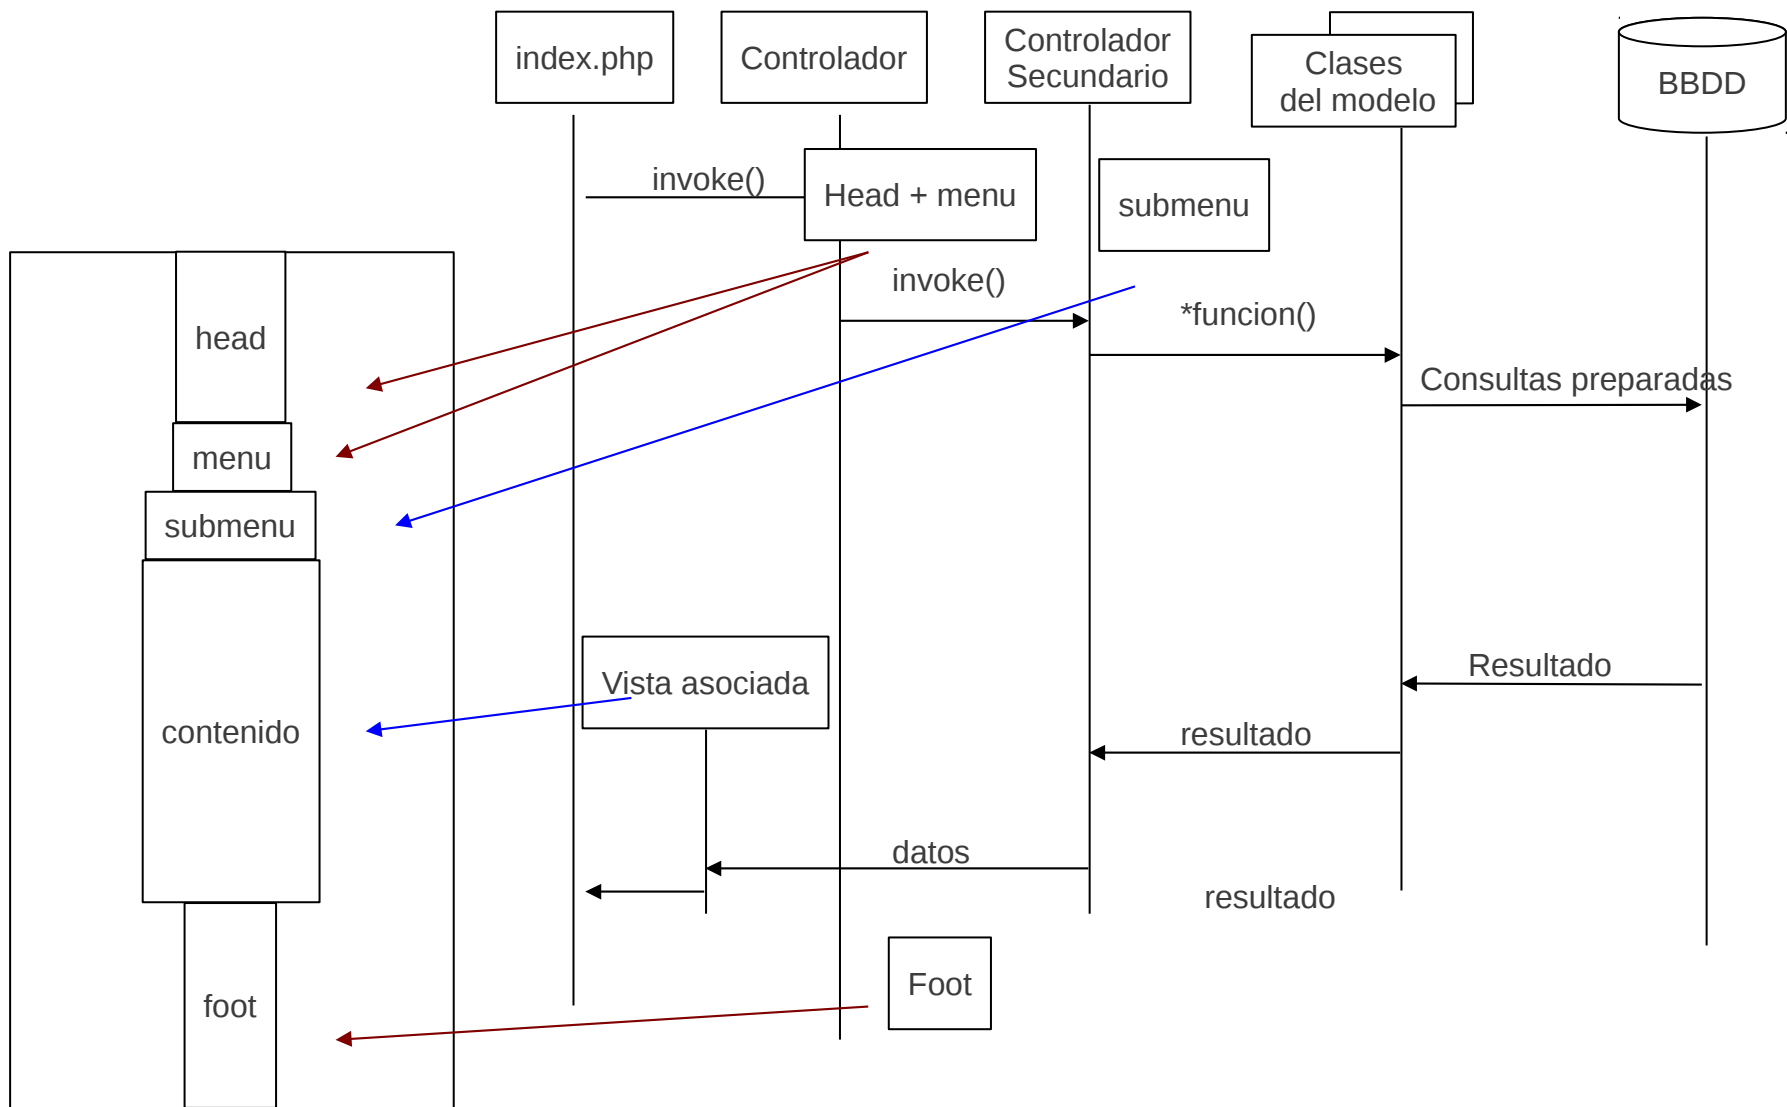 index.php
Controlador
Controlador
Secundario
Clases
del modelo
BBDD
invoke()
Head + menu
submenu
invoke()
*funcion()
head
Consultas preparadas
menu
submenu
Vista asociada
Resultado
contenido
resultado
datos
resultado
Foot
foot